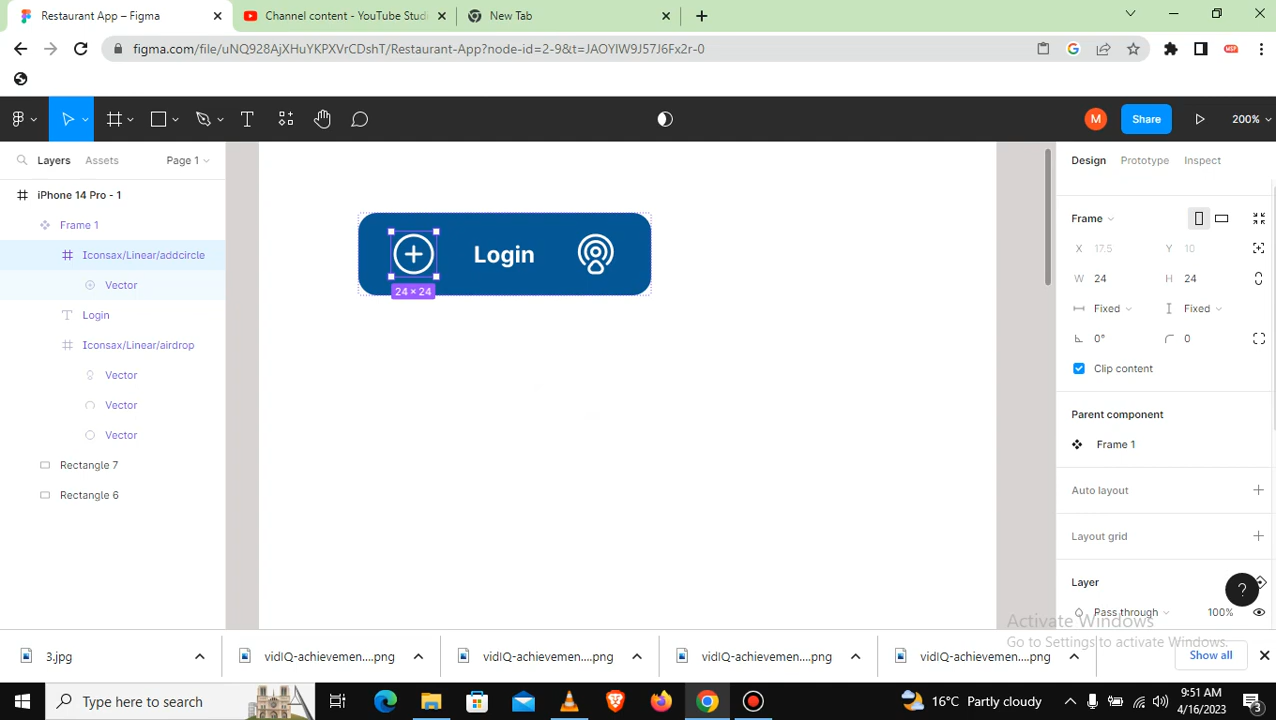 Restaurant App – Figma
Channel content - YouTube Studi
New Tab
figma.com/file/uNQ928AjXHuYKPXVrCDshT/Restaurant-App?node-id=2-9&t=JAOYIW9J57J6Fx2r-0
M
Share
200%
Layers
Assets
Page 1
iPhone 14 Pro - 1
Frame 1
Iconsax/Linear/addcircle
Vector
Login
Iconsax/Linear/airdrop
Vector
Vector
Vector
Rectangle 7
Rectangle 6
Login
24 × 24
Design
Prototype
Inspect
Frame
X 17.5
Y 10
W 24
H 24
Fixed
Fixed
0°
0
Clip content
Parent component
Frame 1
Auto layout
Layout grid
Layer
?
Pass through
100%
Activate Windows
Go to Settings to activate Windows.
3.jpg
vidIQ-achievemen....png
vidIQ-achievemen....png
vidIQ-achievemen....png
vidIQ-achievemen....png
Show all
Type here to search
16°C Partly cloudy
9:51 AM
4/16/2023
3